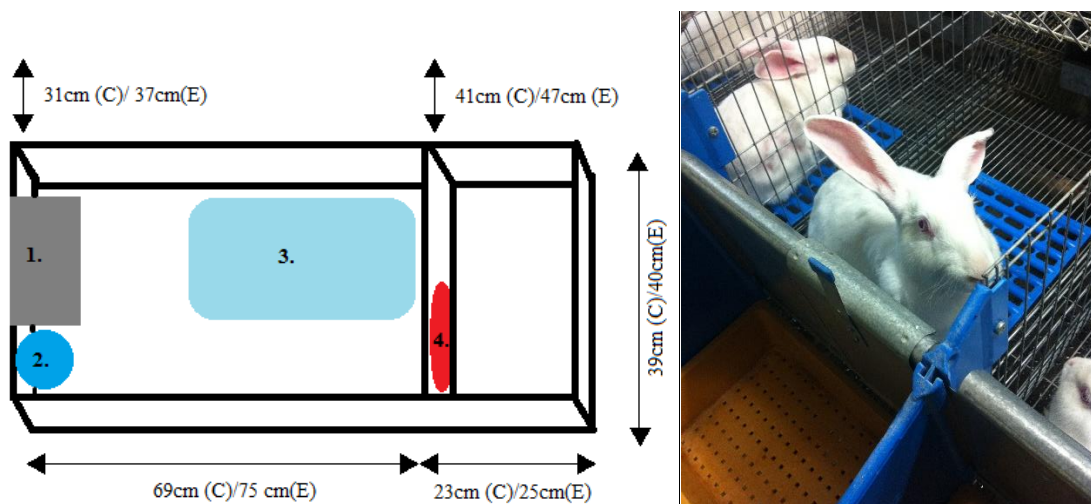 31cm (C)/ 37cm(E)
41cm (C)/47cm (E)
1.
3.
2.
4.
39cm (C)/40cm(E)
69cm (C)/75 cm(E)
23cm (C)/25cm(E)